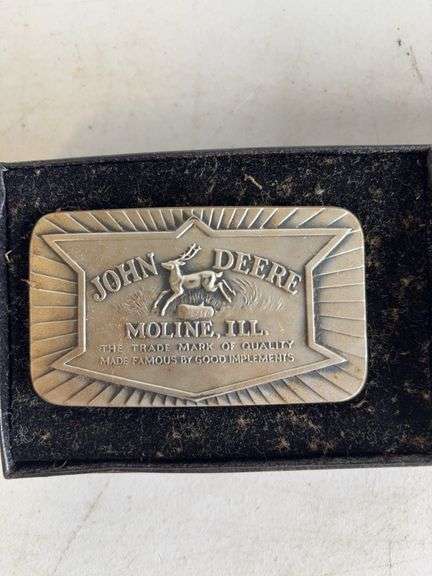 JOHN DEERE
MOLINE, ILL.
THE TRADE MARK OF QUALITY
MADE FAMOUS BY GOOD IMPLEMENTS